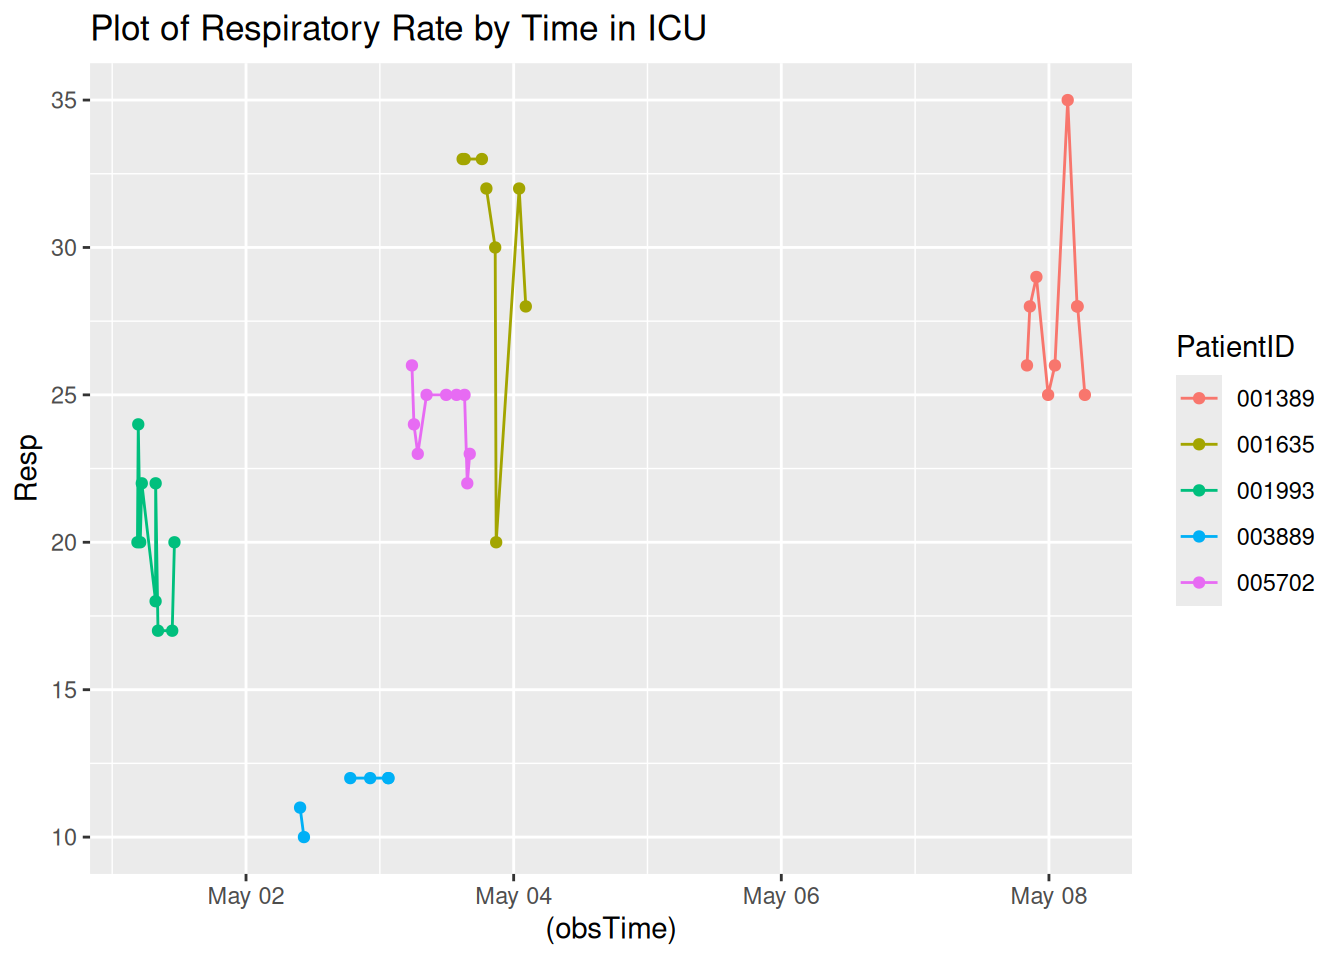 Plot of Respiratory Rate by Time in ICU
35
30
25
20
15
10
Resp
May 02
May 04
May 06
May 08
(obsTime)
PatientID
001389
001635
001993
003889
005702